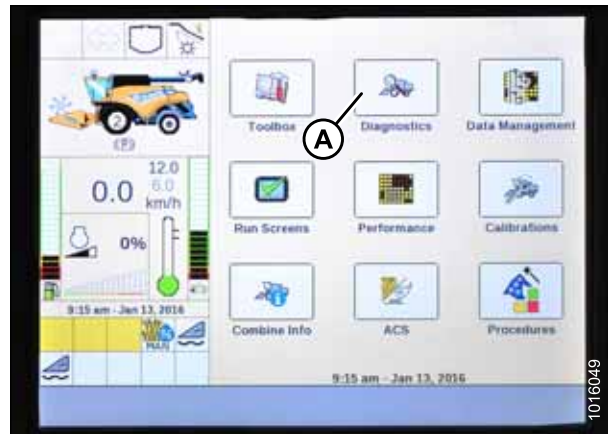 A
Toolbox
Diagnostics
Data Management
2
(P)
12.0
0.0
6.0
km/h
0%
Run Screens
Performance
Calibrations
9:15 am - Jan 13, 2016
MAN
Combine Info
ACS
Procedures
9:15 am - Jan 13, 2016
1016049